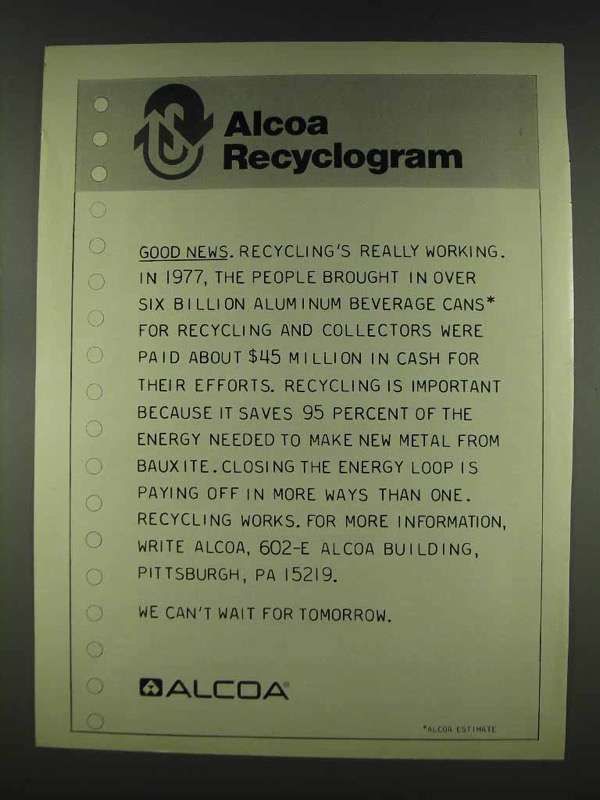 Alcoa
Recyclogram
GOOD NEWS. RECYCLING'S REALLY WORKING.
IN 1977, THE PEOPLE BROUGHT IN OVER
SIX BILLION ALUMINUM BEVERAGE CANS*
FOR RECYCLING AND COLLECTORS WERE
PAID ABOUT $45 MILLION IN CASH FOR
THEIR EFFORTS. RECYCLING IS IMPORTANT
BECAUSE IT SAVES 95 PERCENT OF THE
ENERGY NEEDED TO MAKE NEW METAL FROM
BAUXITE. CLOSING THE ENERGY LOOP IS
PAYING OFF IN MORE WAYS THAN ONE.
RECYCLING WORKS. FOR MORE INFORMATION,
WRITE ALCOA, 602-E ALCOA BUILDING,
PITTSBURGH, PA 15219.
WE CAN'T WAIT FOR TOMORROW.
ALCOA®
*ALCOA ESTIMATE